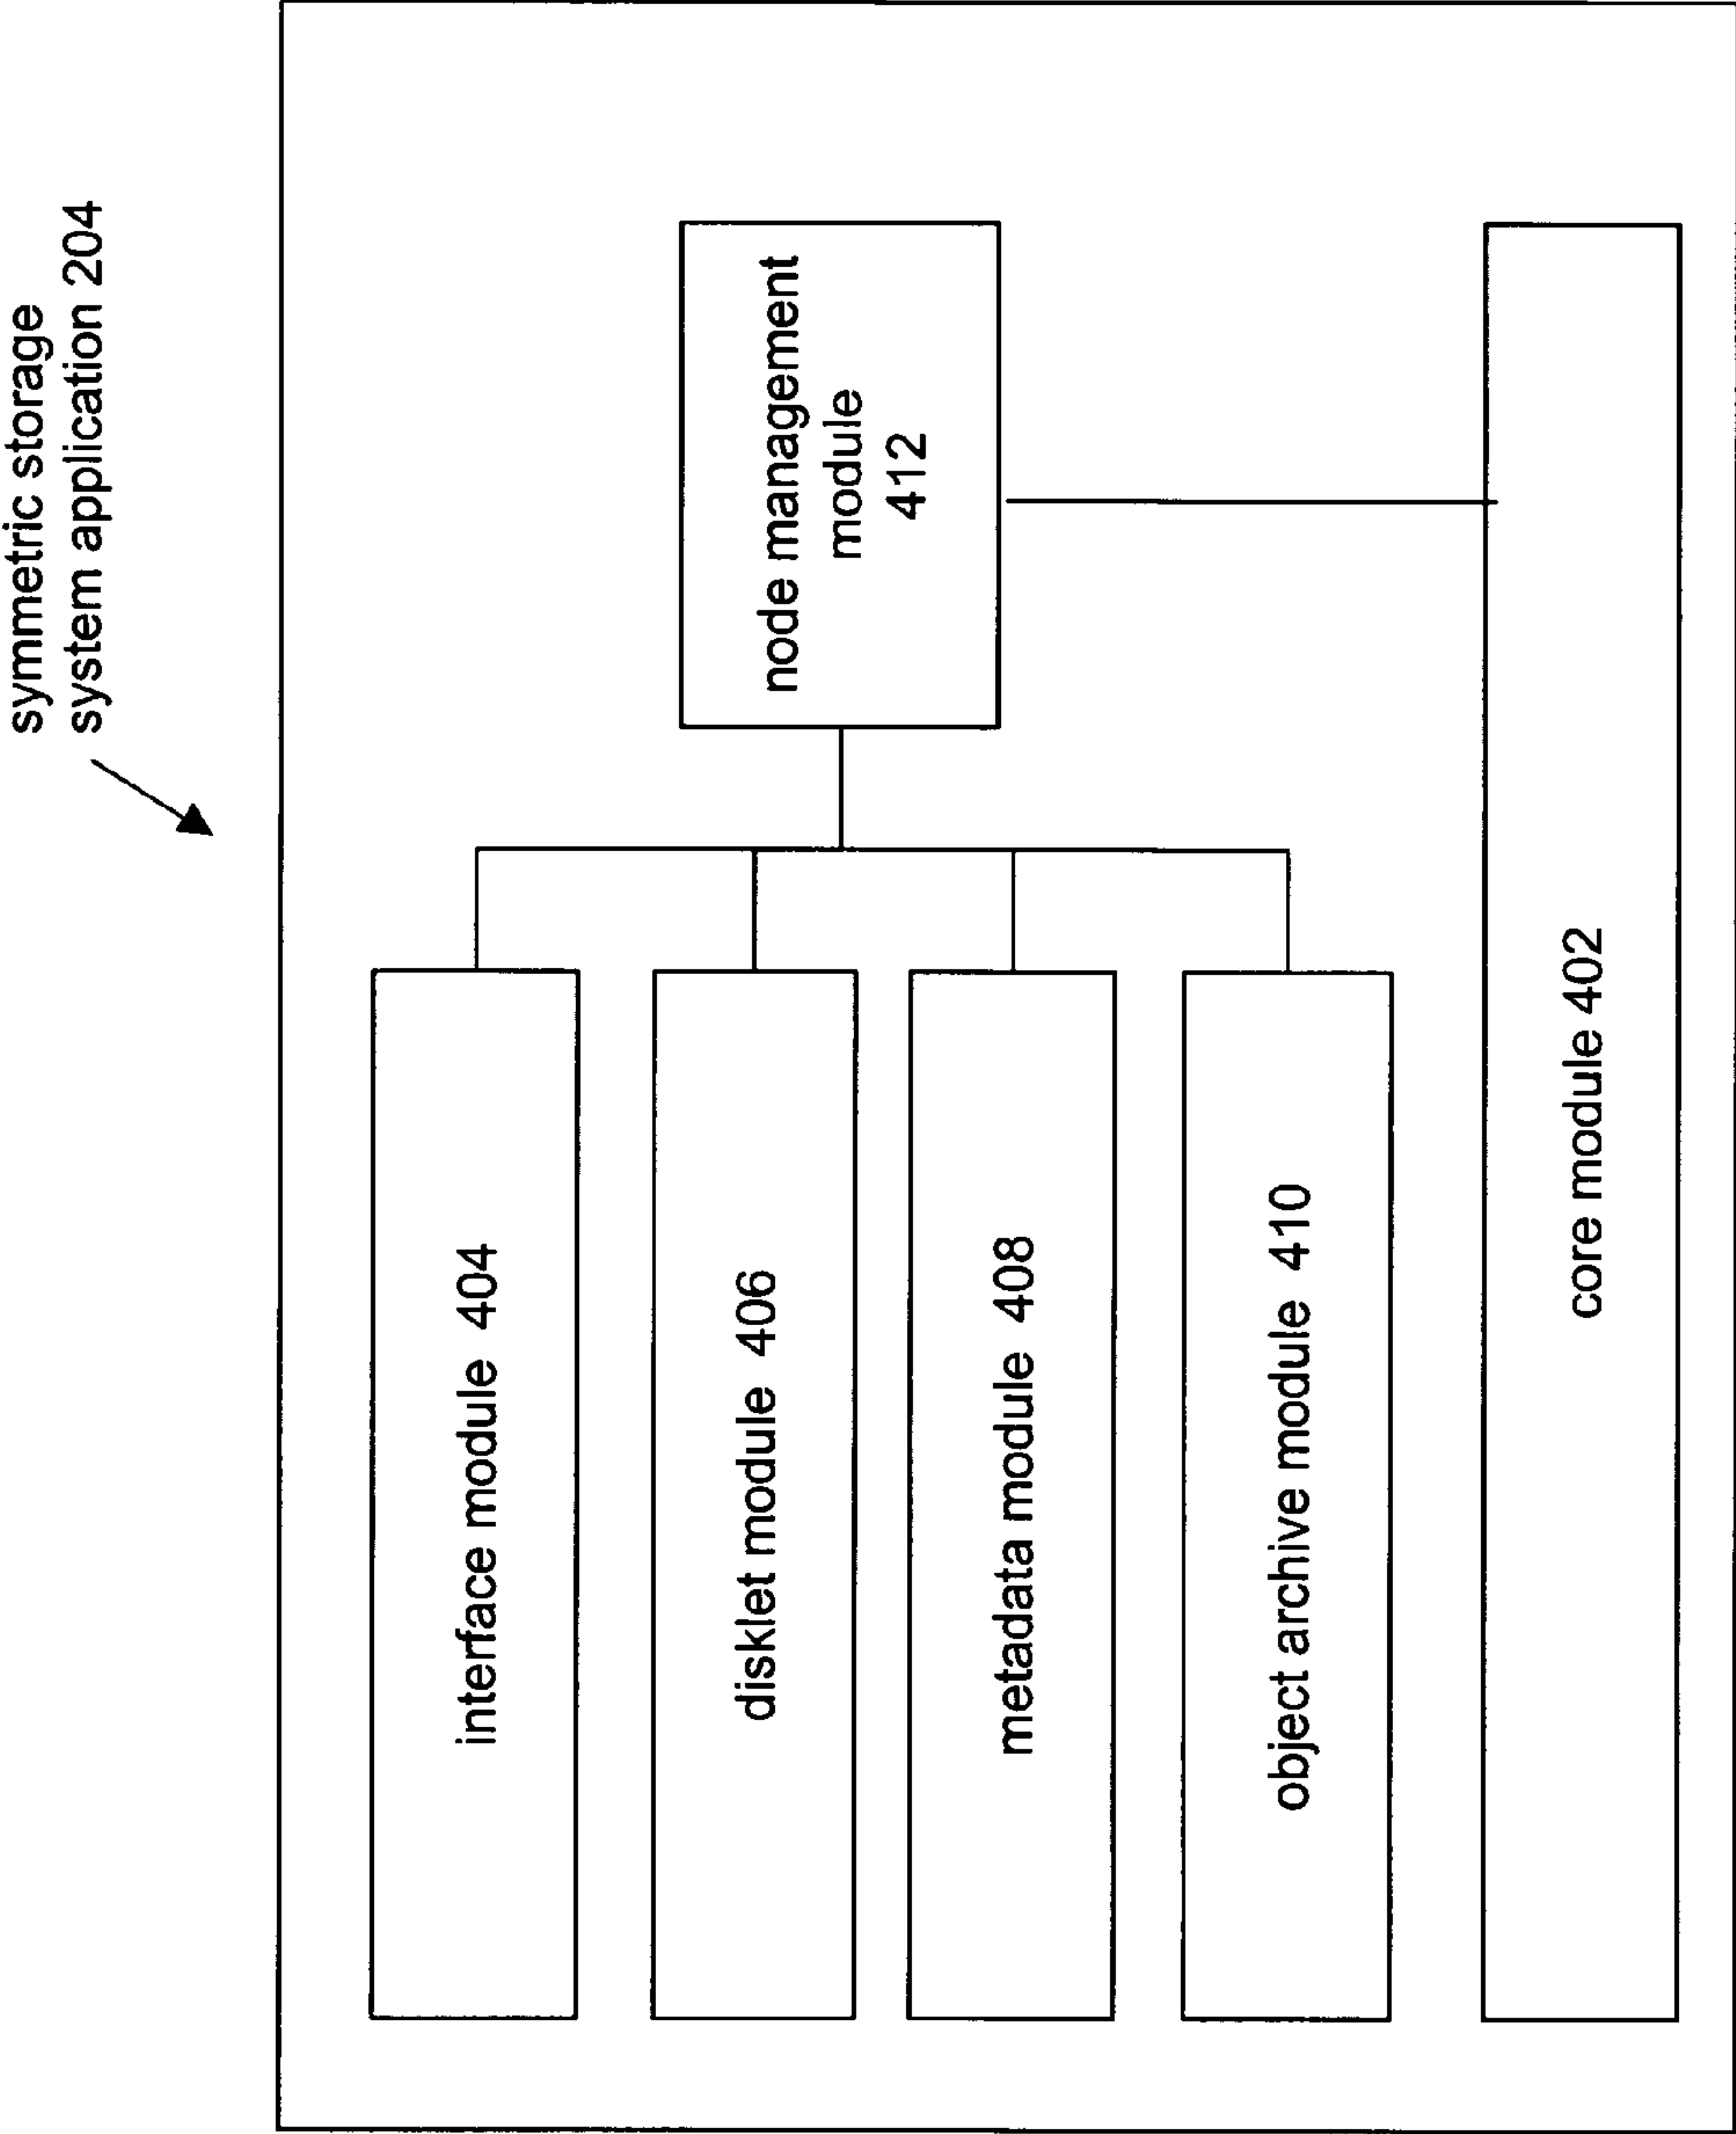 symmetric storage
system application 204
interface module 404
disklet module 406
metadata module 408
object archive module 410
node management
module
412
core module 402